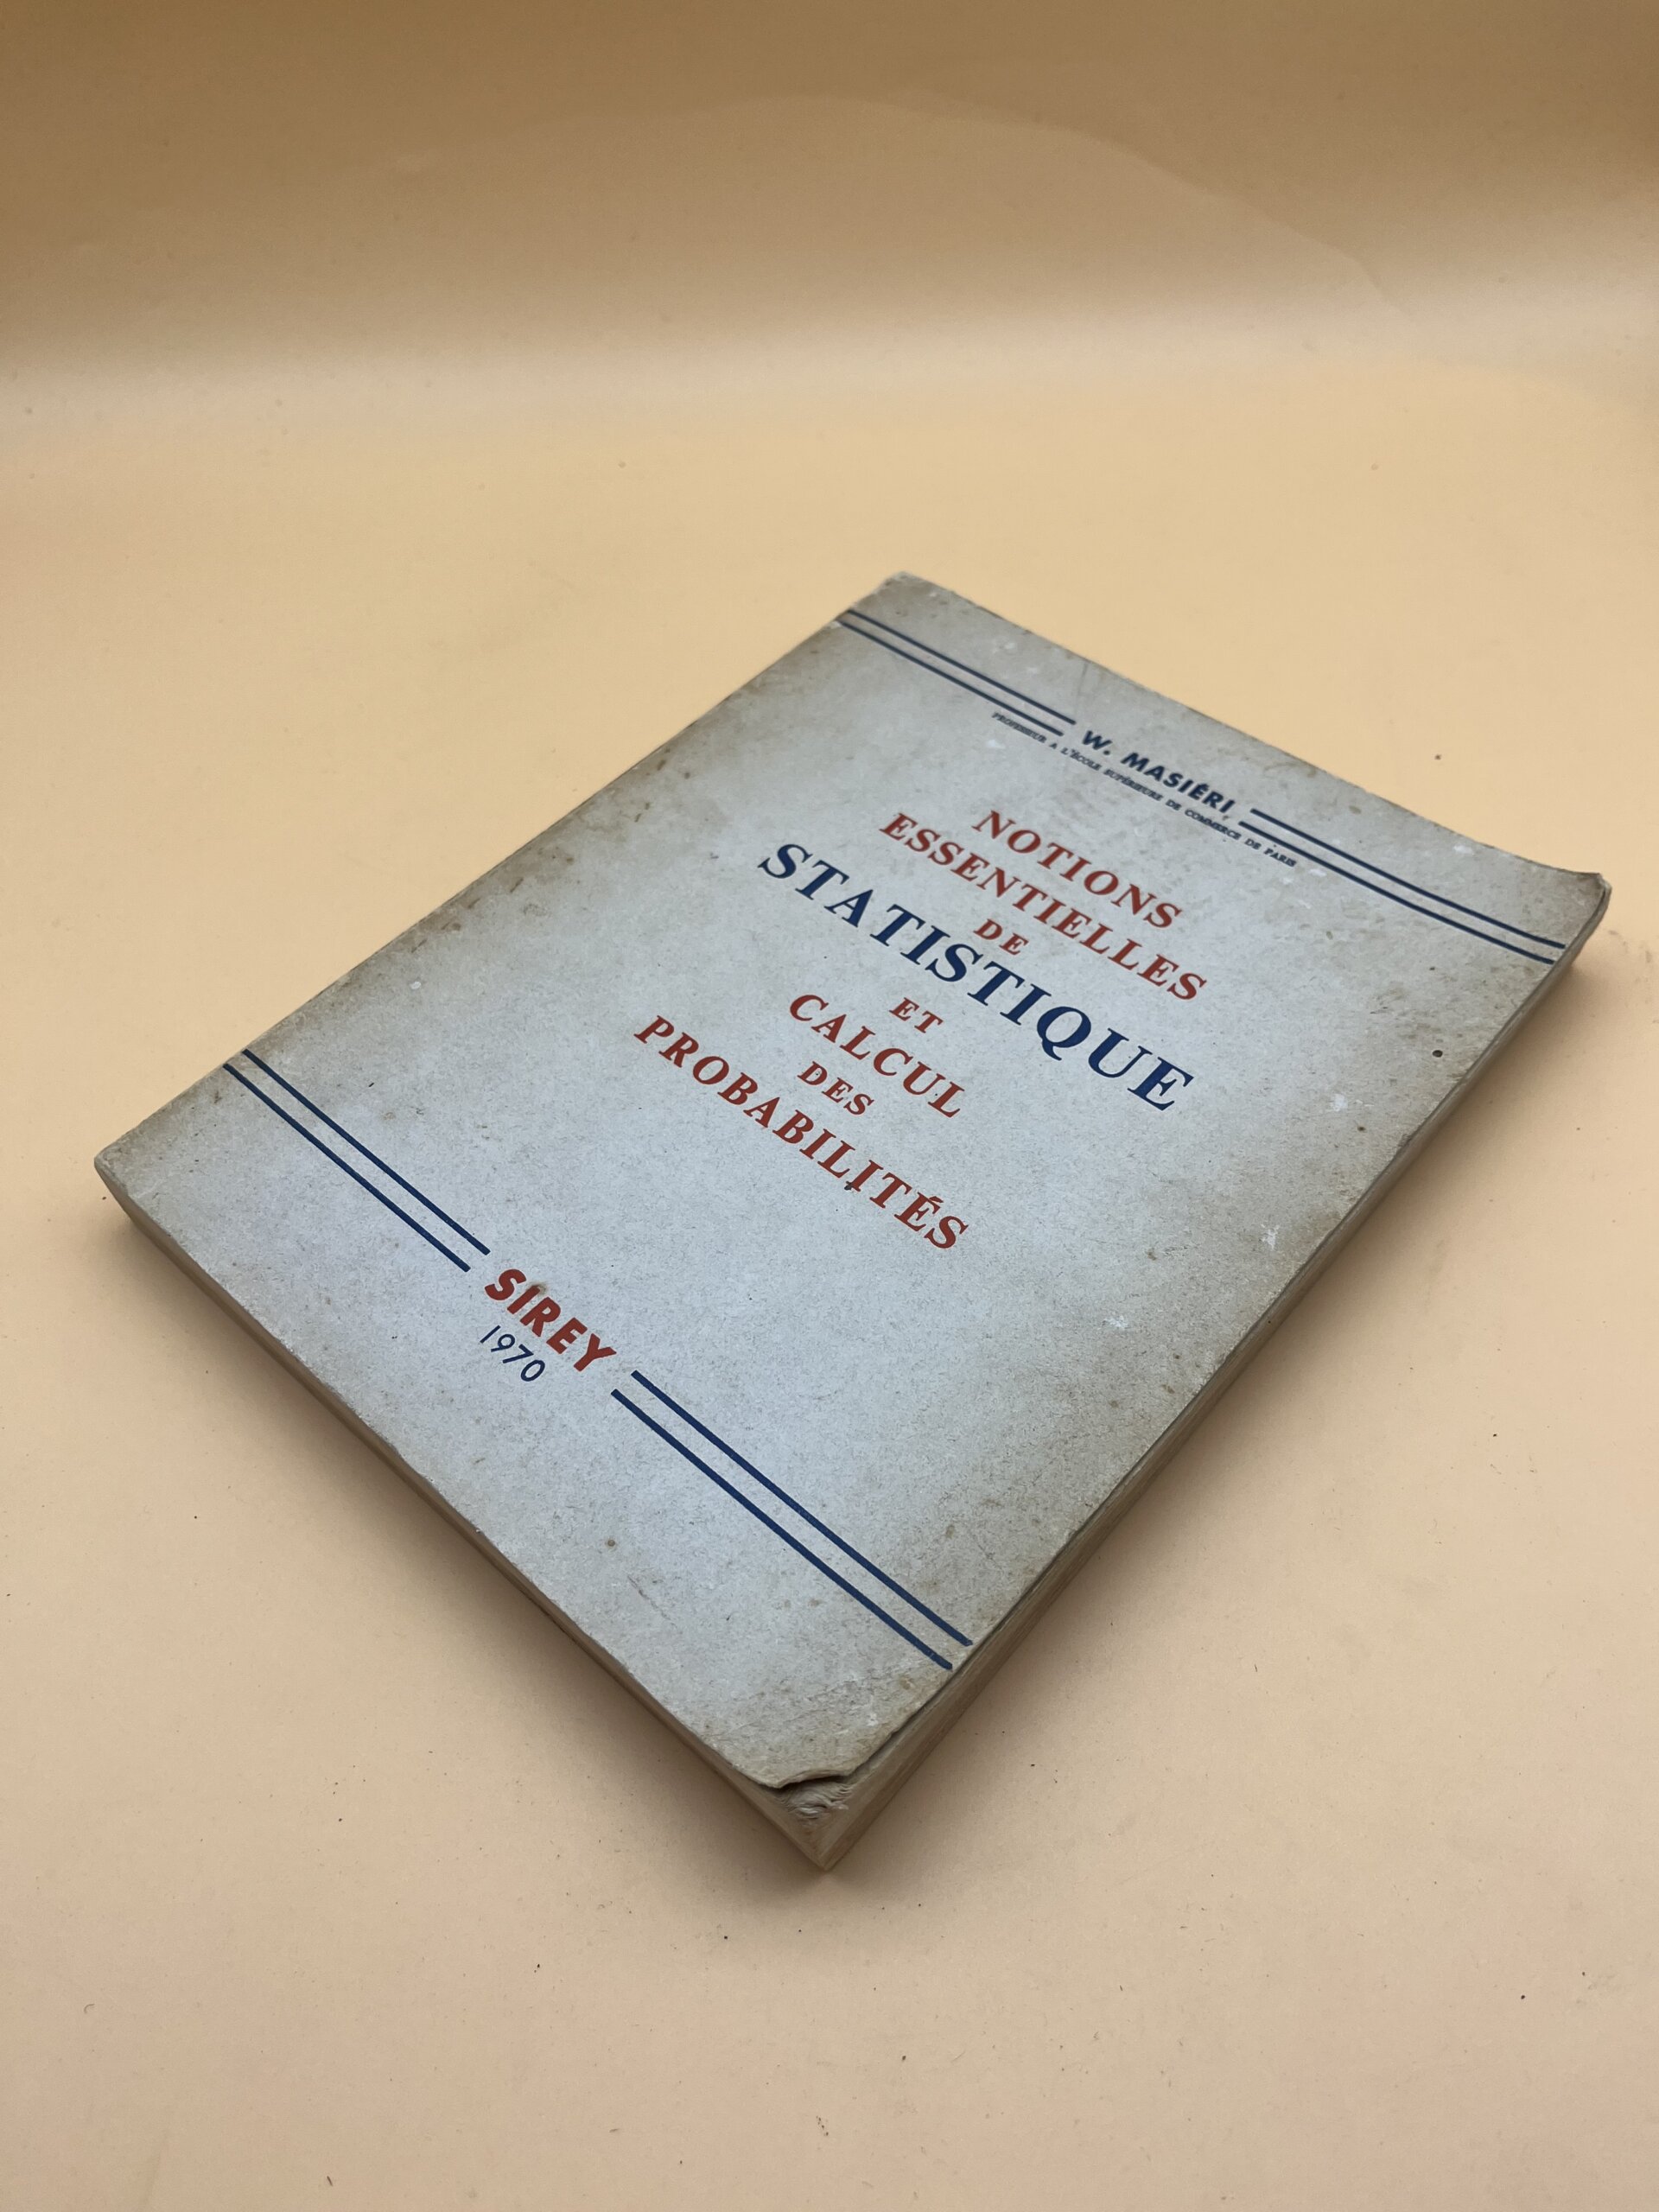 W. MASIÉRI
PROFESSEUR A L'ÉCOLE SUPÉRIEURE DE COMMERCE DE PARIS
NOTIONS
ESSENTIELLES
DE
STATISTIQUE
ET
CALCUL
DES
PROBABILITÉS
SIREY
1970